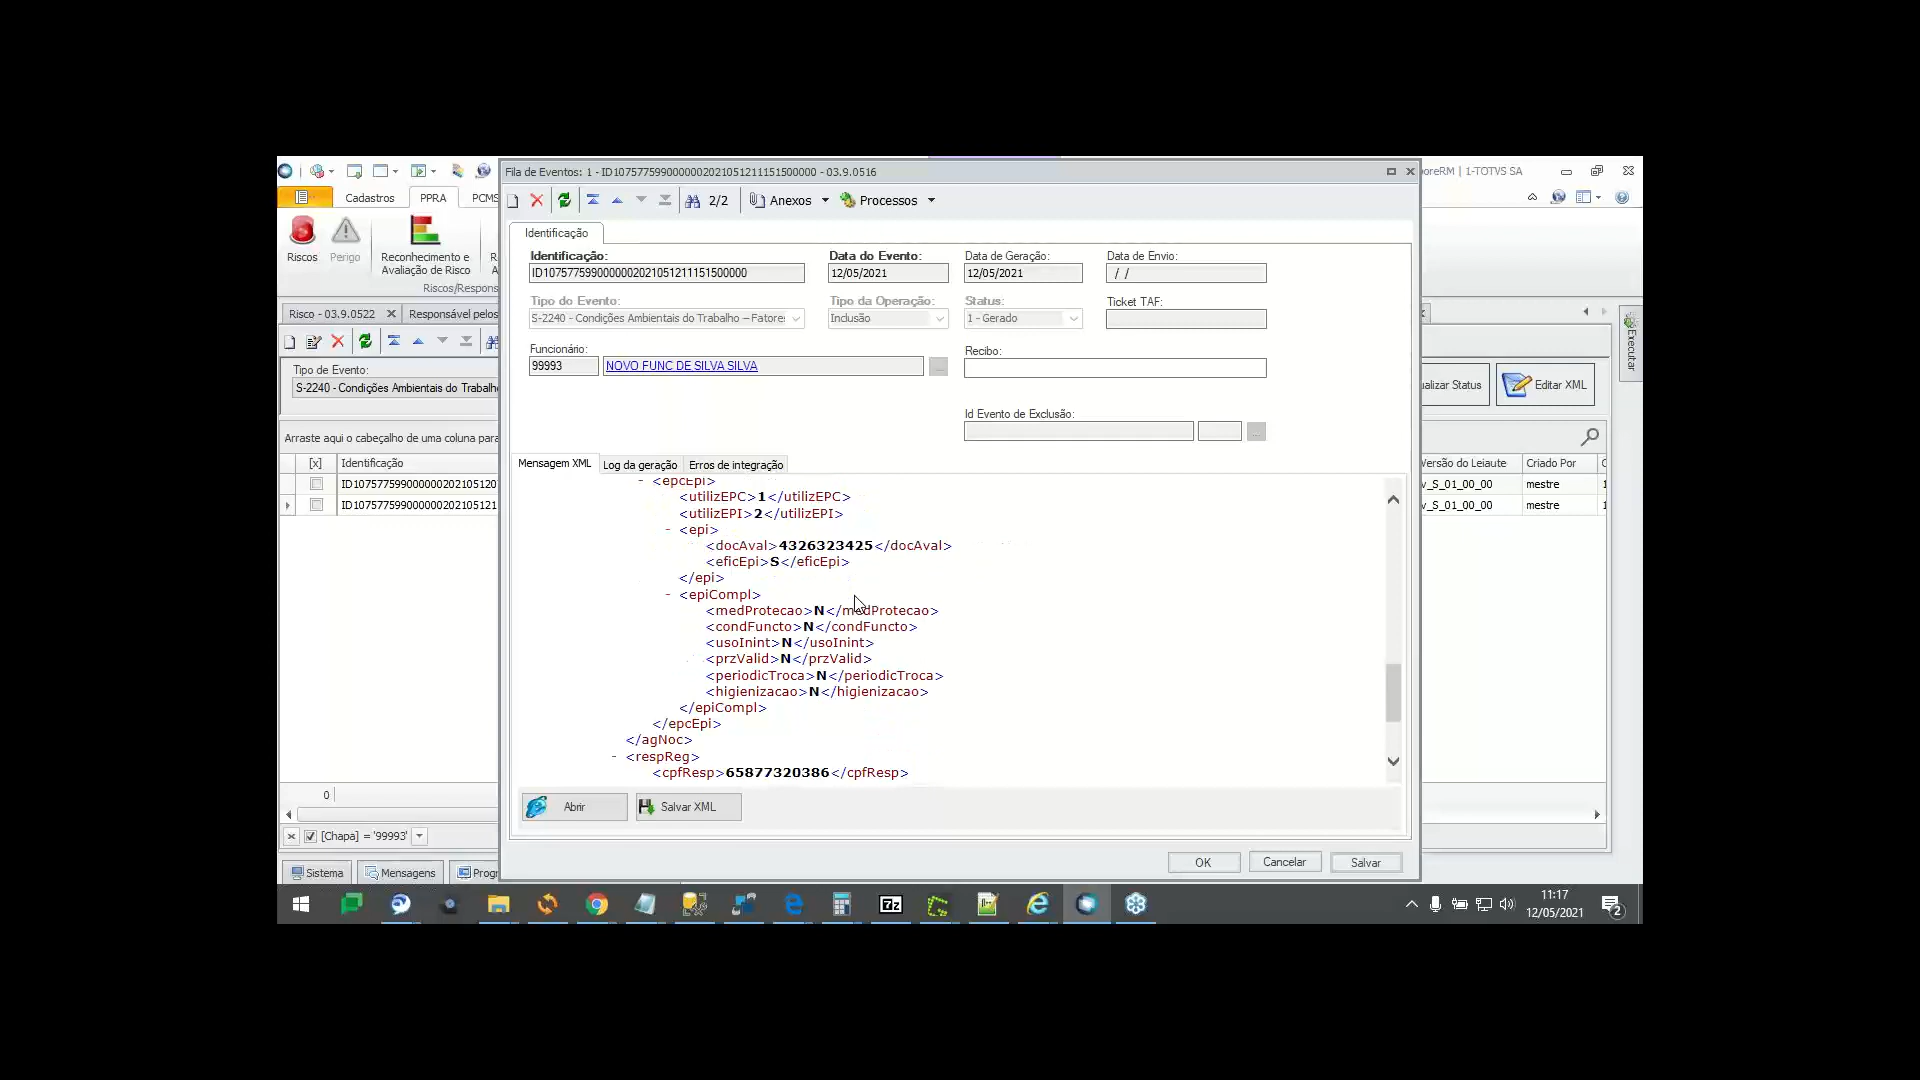 Fila de Eventos: 1 - ID1075775990000002021051211151500000 - 03.9.0516
oreRM | 1-TOTVS SA
Cadastros
PPRA
PCMS
2/2
Anexos
Processos
Riscos
Perigo
Reconhecimento e
Avaliação de Risco
Riscos/Respons
Identificação
Identificação:
Data do Evento:
Data de Geração:
Data de Envio:
ID1075775990000002021051211151500000
12/05/2021
12/05/2021
/ /
Tipo do Evento:
Tipo da Operação:
Status:
Ticket TAF:
S-2240 - Condições Ambientais do Trabalho – Fatores
Inclusão
1 - Gerado
Risco - 03.9.0522
Responsável pelos
Executar
Funcionário:
Recibo:
99993
NOVO FUNC DE SILVA SILVA
...
Tipo de Evento:
S-2240 - Condições Ambientais do Trabalh
ualizar Status
Editar XML
Id Evento de Exclusão:
...
Arraste aqui o cabeçalho de uma coluna para
[x]
Identificação
ID1075775990000002021051207
ID1075775990000002021051211
Versão do Leiaute
Criado Por
v_S_01_00_00
mestre
v_S_01_00_00
mestre
Mensagem XML
Log da geração
Erros de integração
- <epcEpi>
<utilizEPC>1</utilizEPC>
<utilizEPI>2</utilizEPI>
- <epi>
<docAval>4326323425</docAval>
<eficEpi>S</eficEpi>
</epi>
- <epiCompl>
<medProtecao>N</medProtecao>
<condFuncto>N</condFuncto>
<usoInint>N</usoInint>
<przValid>N</przValid>
<periodicTroca>N</periodicTroca>
<higienizacao>N</higienizacao>
</epiCompl>
</epcEpi>
</agNoc>
- <respReg>
<cpfResp>65877320386</cpfResp>
0
Abrir
Salvar XML
[Chapa] = '99993'
OK
Cancelar
Salvar
Sistema
Mensagens
Progr
7z
11:17
12/05/2021
2